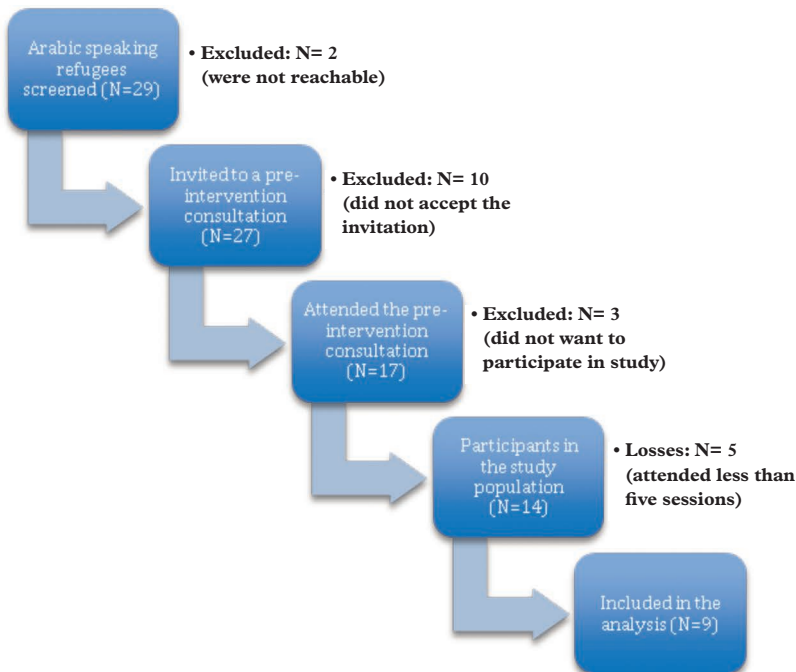 Arabic speaking
refugees
screened (N=29)
• Excluded: N= 2
(were not reachable)
Invited to a pre-
intervention
consultation
(N=27)
• Excluded: N= 10
(did not accept the
invitation)
Attended the pre-
intervention
consultation
(N=17)
• Excluded: N= 3
(did not want to
participate in study)
Participants in
the study
population
(N=14)
• Losses: N= 5
(attended less than
five sessions)
Included in the
analysis (N=9)